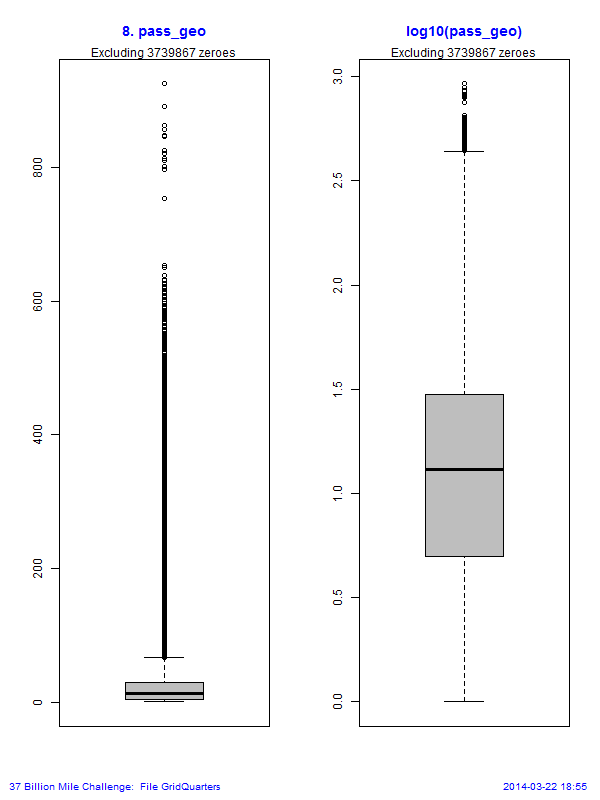 8. pass_geo
Excluding 3739867 zeroes
800
600
400
200
0
log10(pass_geo)
Excluding 3739867 zeroes
3.0
2.5
2.0
1.5
1.0
0.5
0.0
37 Billion Mile Challenge: File GridQuarters
2014-03-22 18:55